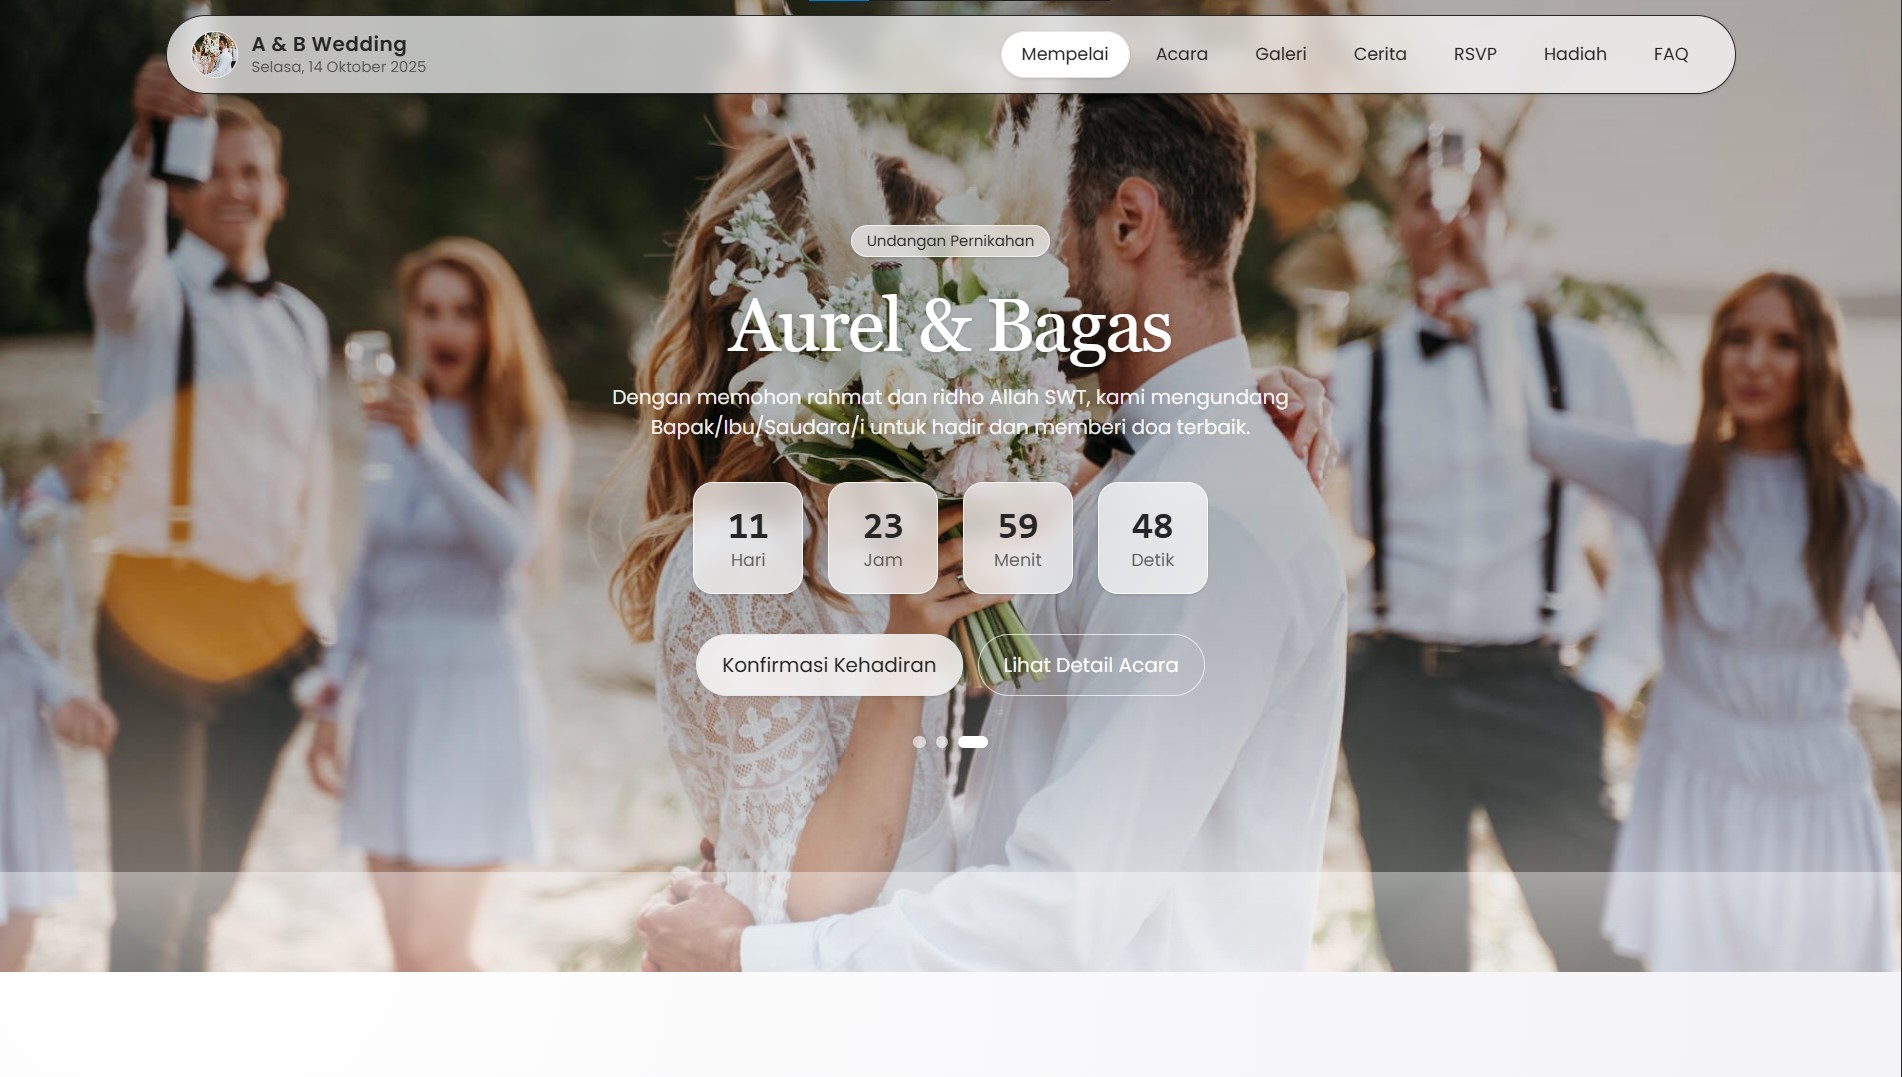 A & B Wedding
Selasa, 14 Oktober 2025
Mempelai
Acara
Galeri
Cerita
RSVP
Hadiah
FAQ
Undangan Pernikahan
Aurel & Bagas
Dengan memohon rahmat dan ridho Allah SWT, kami mengundang
Bapak/Ibu/Saudara/i untuk hadir dan memberi doa terbaik.
11
Hari
23
Jam
59
Menit
48
Detik
Konfirmasi Kehadiran
Lihat Detail Acara